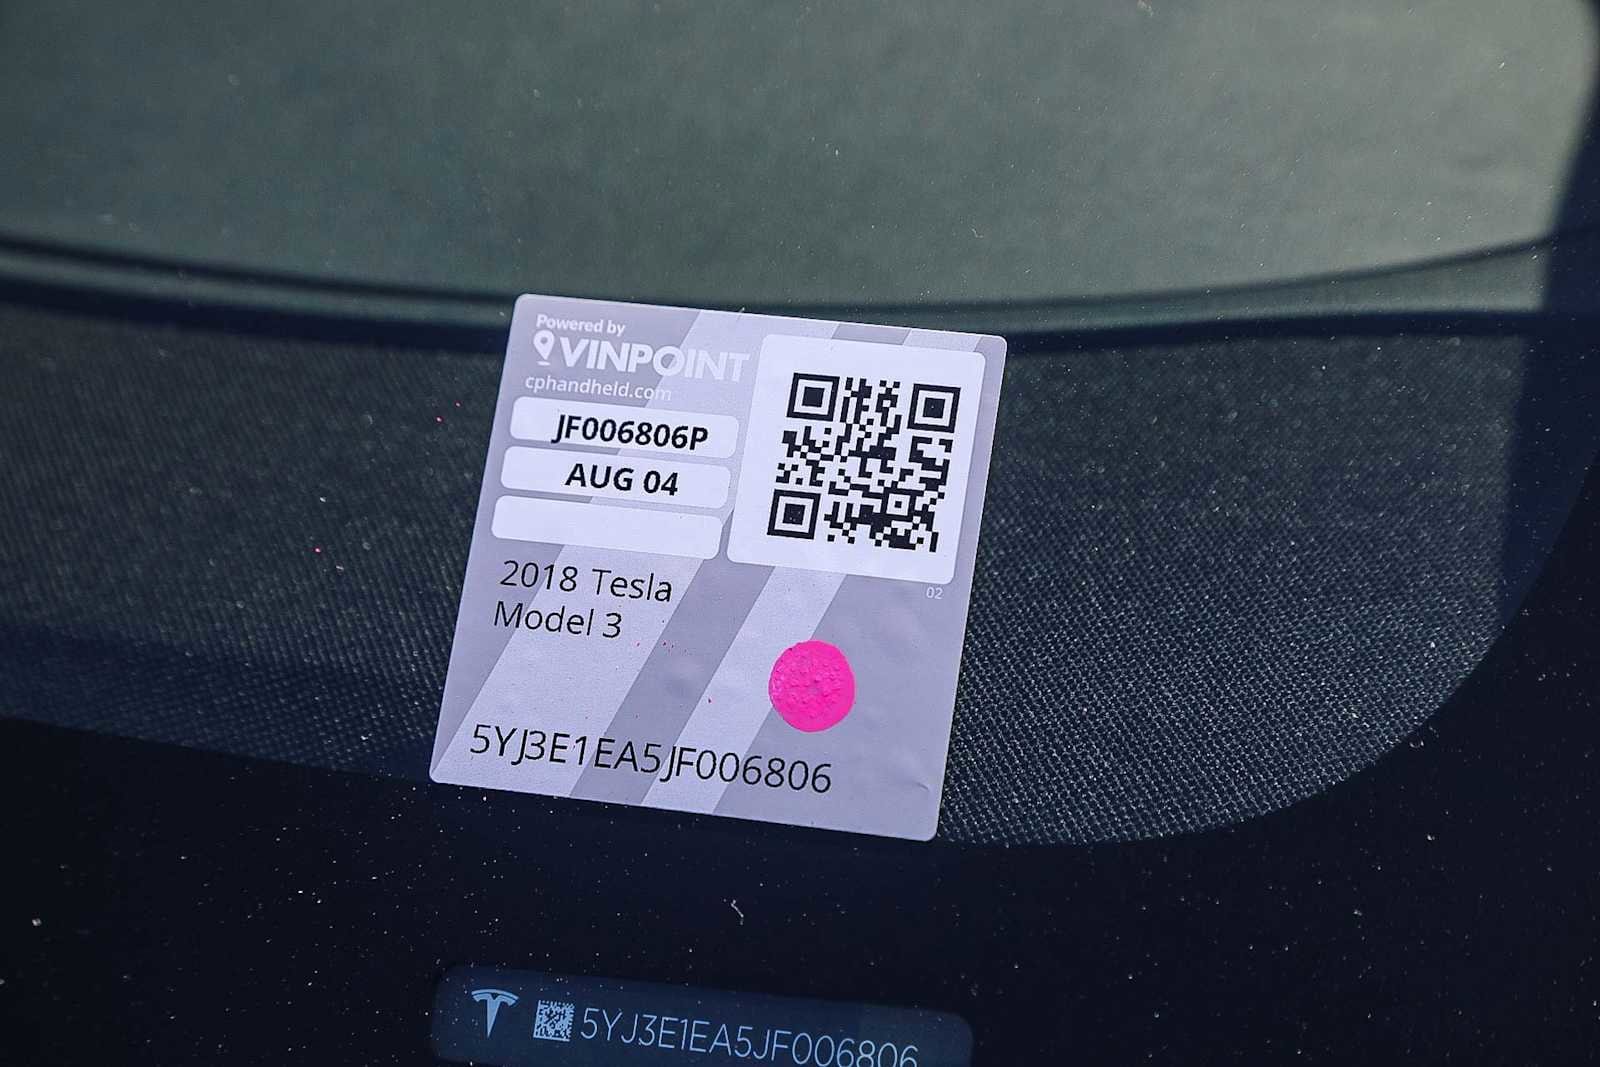 Powered by
VINPOINT
cphandheld.com
JF006806P
AUG 04
2018 Tesla
Model 3
02
5YJ3E1EA5JF006806
5YJ3E1EA5JF006806